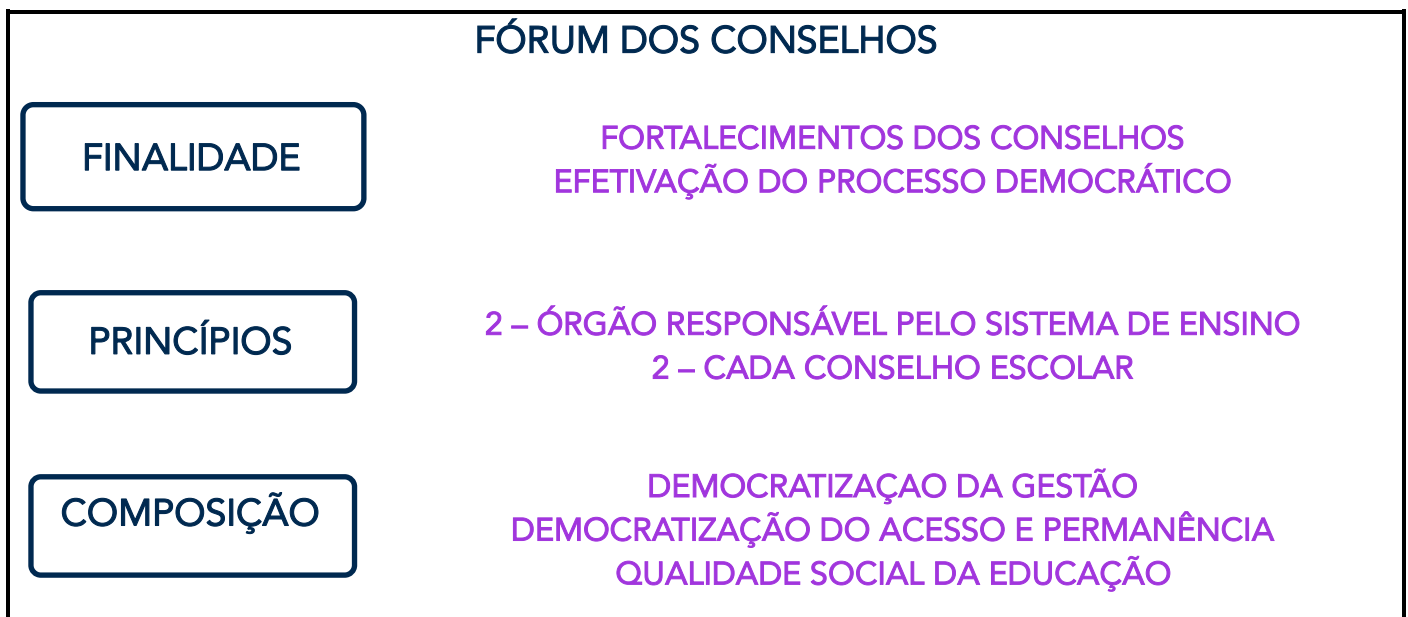 FÓRUM DOS CONSELHOS
FINALIDADE
FORTALECIMENTOS DOS CONSELHOS
EFETIVAÇÃO DO PROCESSO DEMOCRÁTICO
PRINCÍPIOS
2 – ÓRGÃO RESPONSÁVEL PELO SISTEMA DE ENSINO
2 – CADA CONSELHO ESCOLAR
COMPOSIÇÃO
DEMOCRATIZAÇAO DA GESTÃO
DEMOCRATIZAÇÃO DO ACESSO E PERMANÊNCIA
QUALIDADE SOCIAL DA EDUCAÇÃO